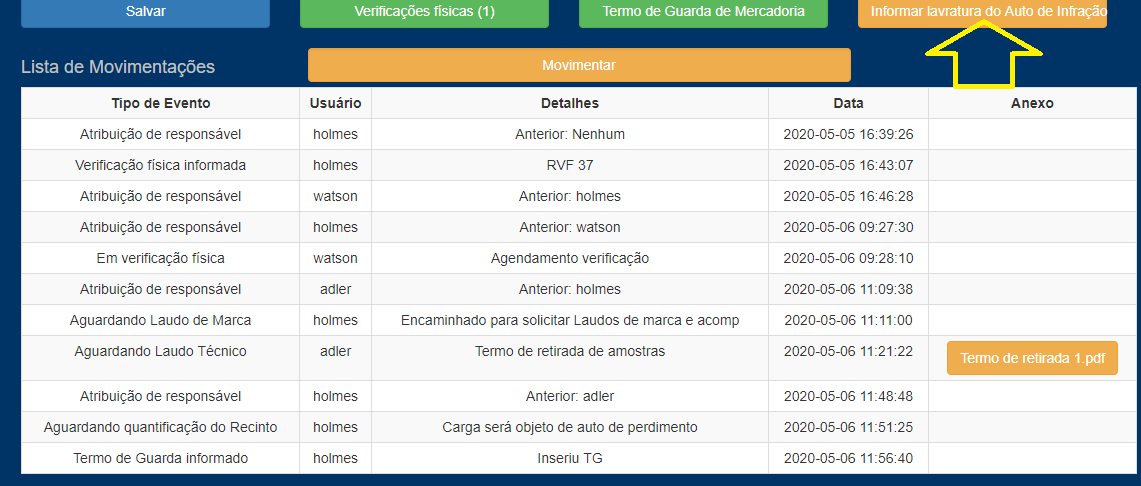 Salvar Verificações físicas (1) Termo de Guarda de Mercadoria Informar lavratura do Auto de Infração
Lista de Movimentações Movimentar
Tipo de Evento Usuário Detalhes Data Anexo
Atribuição de responsável holmes Anterior: Nenhum 2020-05-05 16:39:26
Verificação física informada holmes RVF 37 2020-05-05 16:43:07
Atribuição de responsável watson Anterior: holmes 2020-05-05 16:46:28
Atribuição de responsável holmes Anterior: watson 2020-05-06 09:27:30
Em verificação física watson Agendamento verificação 2020-05-06 09:28:10
Atribuição de responsável adler Anterior: holmes 2020-05-06 11:09:38
Aguardando Laudo de Marca holmes Encaminhado para solicitar Laudos de marca e acomp 2020-05-06 11:11:00
Aguardando Laudo Técnico adler Termo de retirada de amostras 2020-05-06 11:21:22 Termo de retirada 1.pdf
Atribuição de responsável holmes Anterior: adler 2020-05-06 11:48:48
Aguardando quantificação do Recinto holmes Carga será objeto de auto de perdimento 2020-05-06 11:51:25
Termo de Guarda informado holmes Inseriu TG 2020-05-06 11:56:40